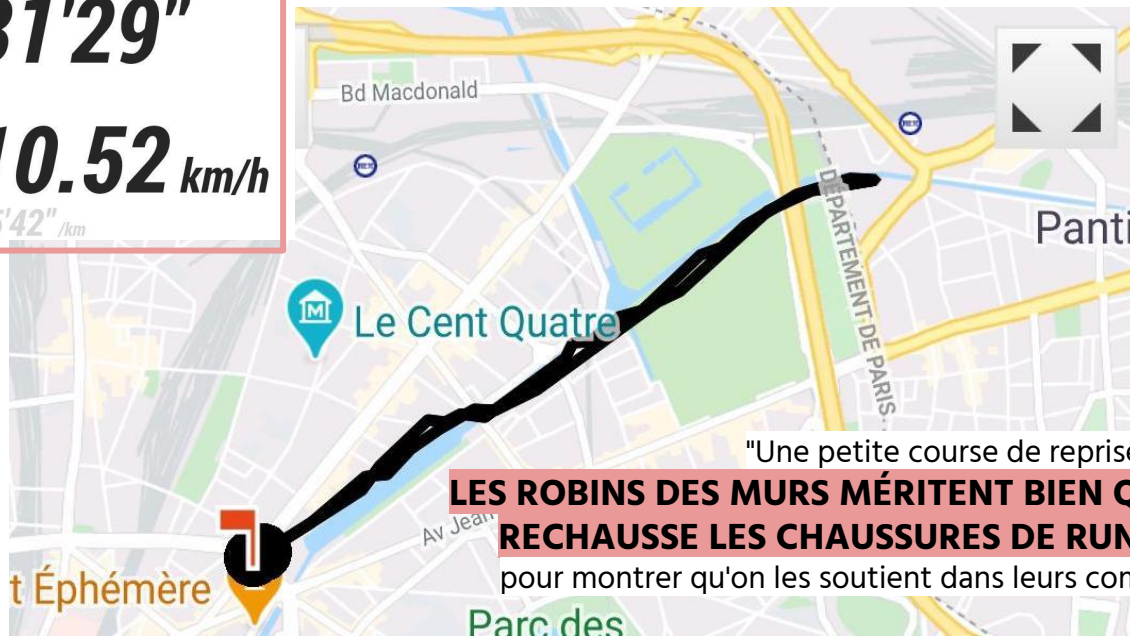 31'29"
10.52 km/h
5'42" /km
Bd Macdonald
Panti
DÉPARTEMENT DE PARIS
Le Cent Quatre
"Une petite course de reprise
LES ROBINS DES MURS MÉRITENT BIEN Q
Av Jean
RECHAUSSE LES CHAUSSURES DE RUN
t Éphémère
pour montrer qu'on les soutient dans leurs com
Parc des